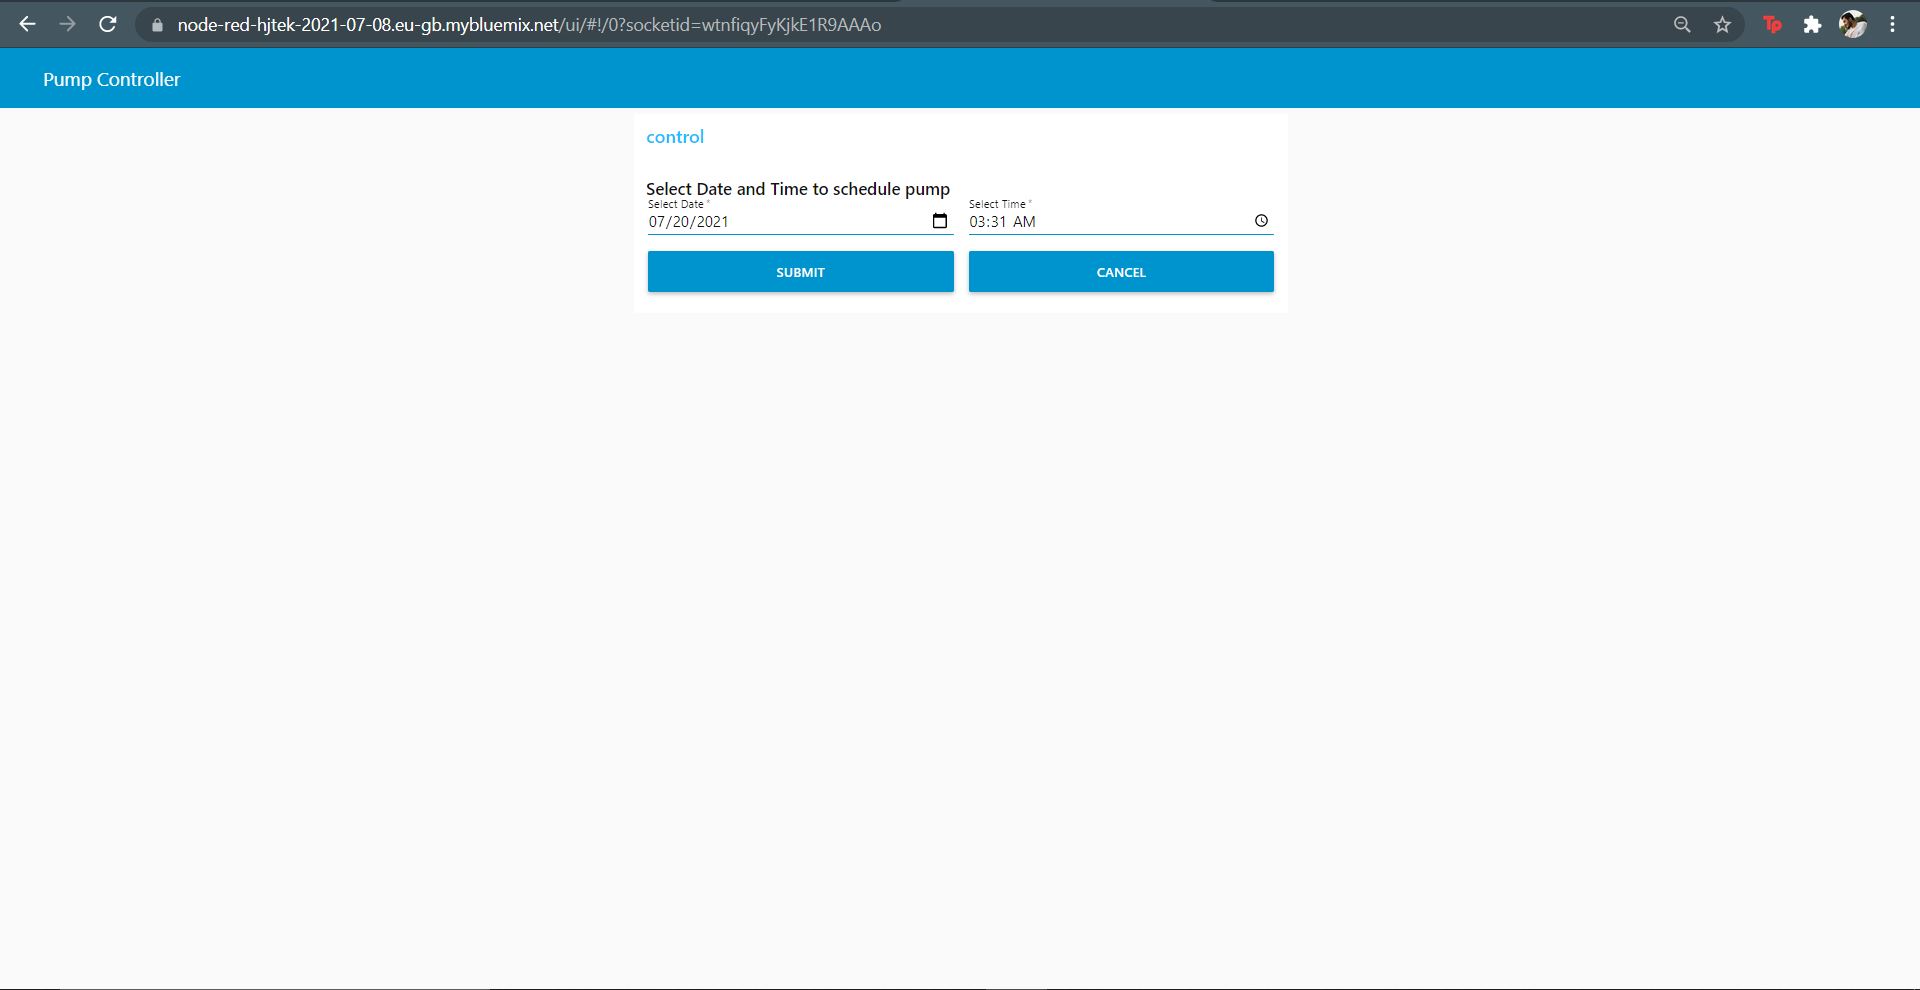 node-red-hjtek-2021-07-08.eu-gb.mybluemix.net/ui/#!/0?socketid=wtnfiqyFyKjkE1R9AAAo
Tp
Pump Controller
control
Select Date and Time to schedule pump
Select Date * Select Time *
07/20/2021 03:31 AM
SUBMIT CANCEL